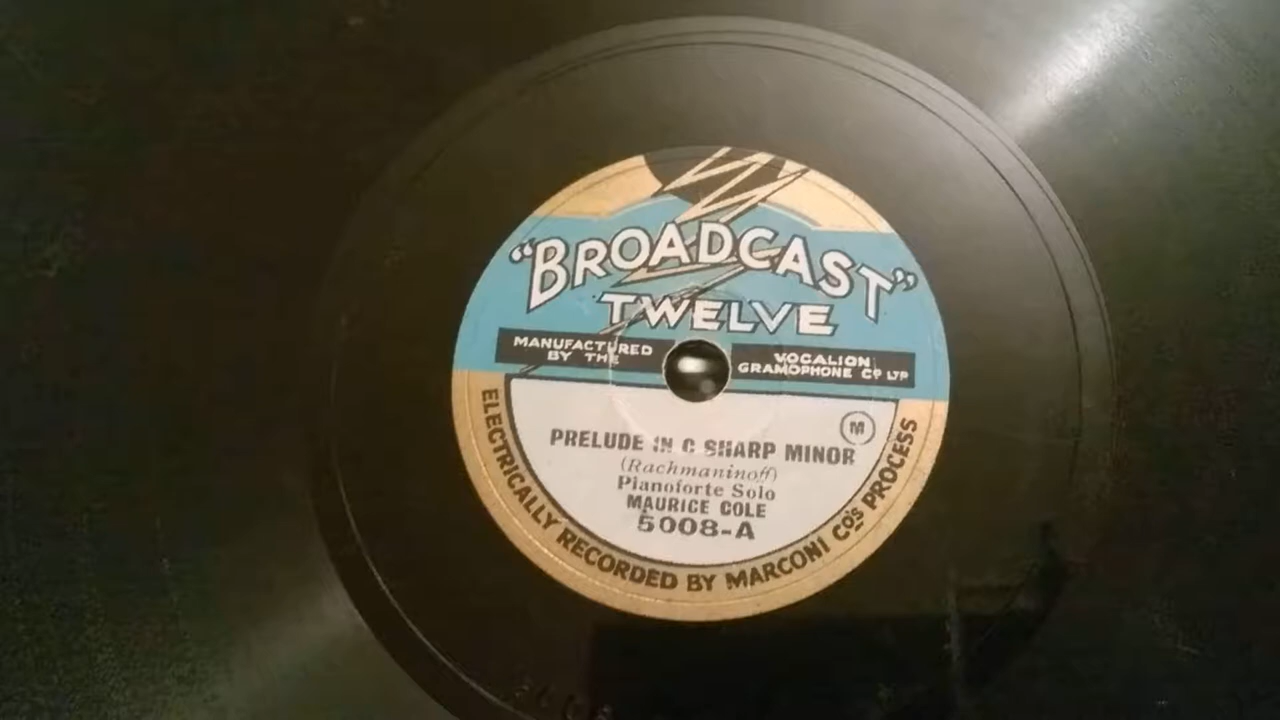 "BROADCAST"
TWELVE
MANUFACTURED
BY THE
VOCALION
GRAMOPHONE Cº LTD
M
PRELUDE IN C SHARP MINOR
(Rachmaninoff)
Pianoforte Solo
MAURICE COLE
5008-A
ELECTRICALLY RECORDED BY MARCONI Cº'S PROCESS